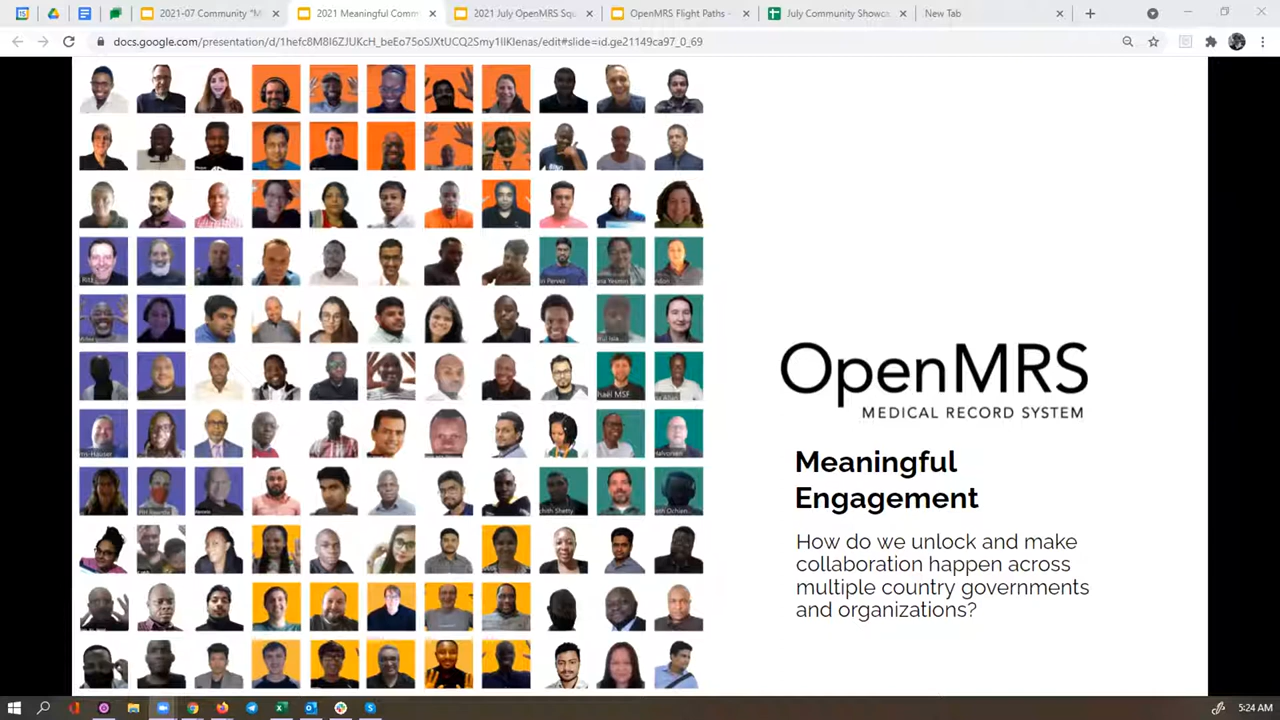 2021-07 Community "M
2021 Meaningful Comm
2021 July OpenMRS Squ
OpenMRS Flight Paths
July Community Showca
New Tab
docs.google.com/presentation/d/1hefc8M8I6ZJUKcH_beEo75oSJXtUCQ2Smy1IlKIenas/edit#slide=id.ge21149ca97_0_69
OpenMRS
MEDICAL RECORD SYSTEM
Meaningful
Engagement
How do we unlock and make
collaboration happen across
multiple country governments
and organizations?
5:24 AM